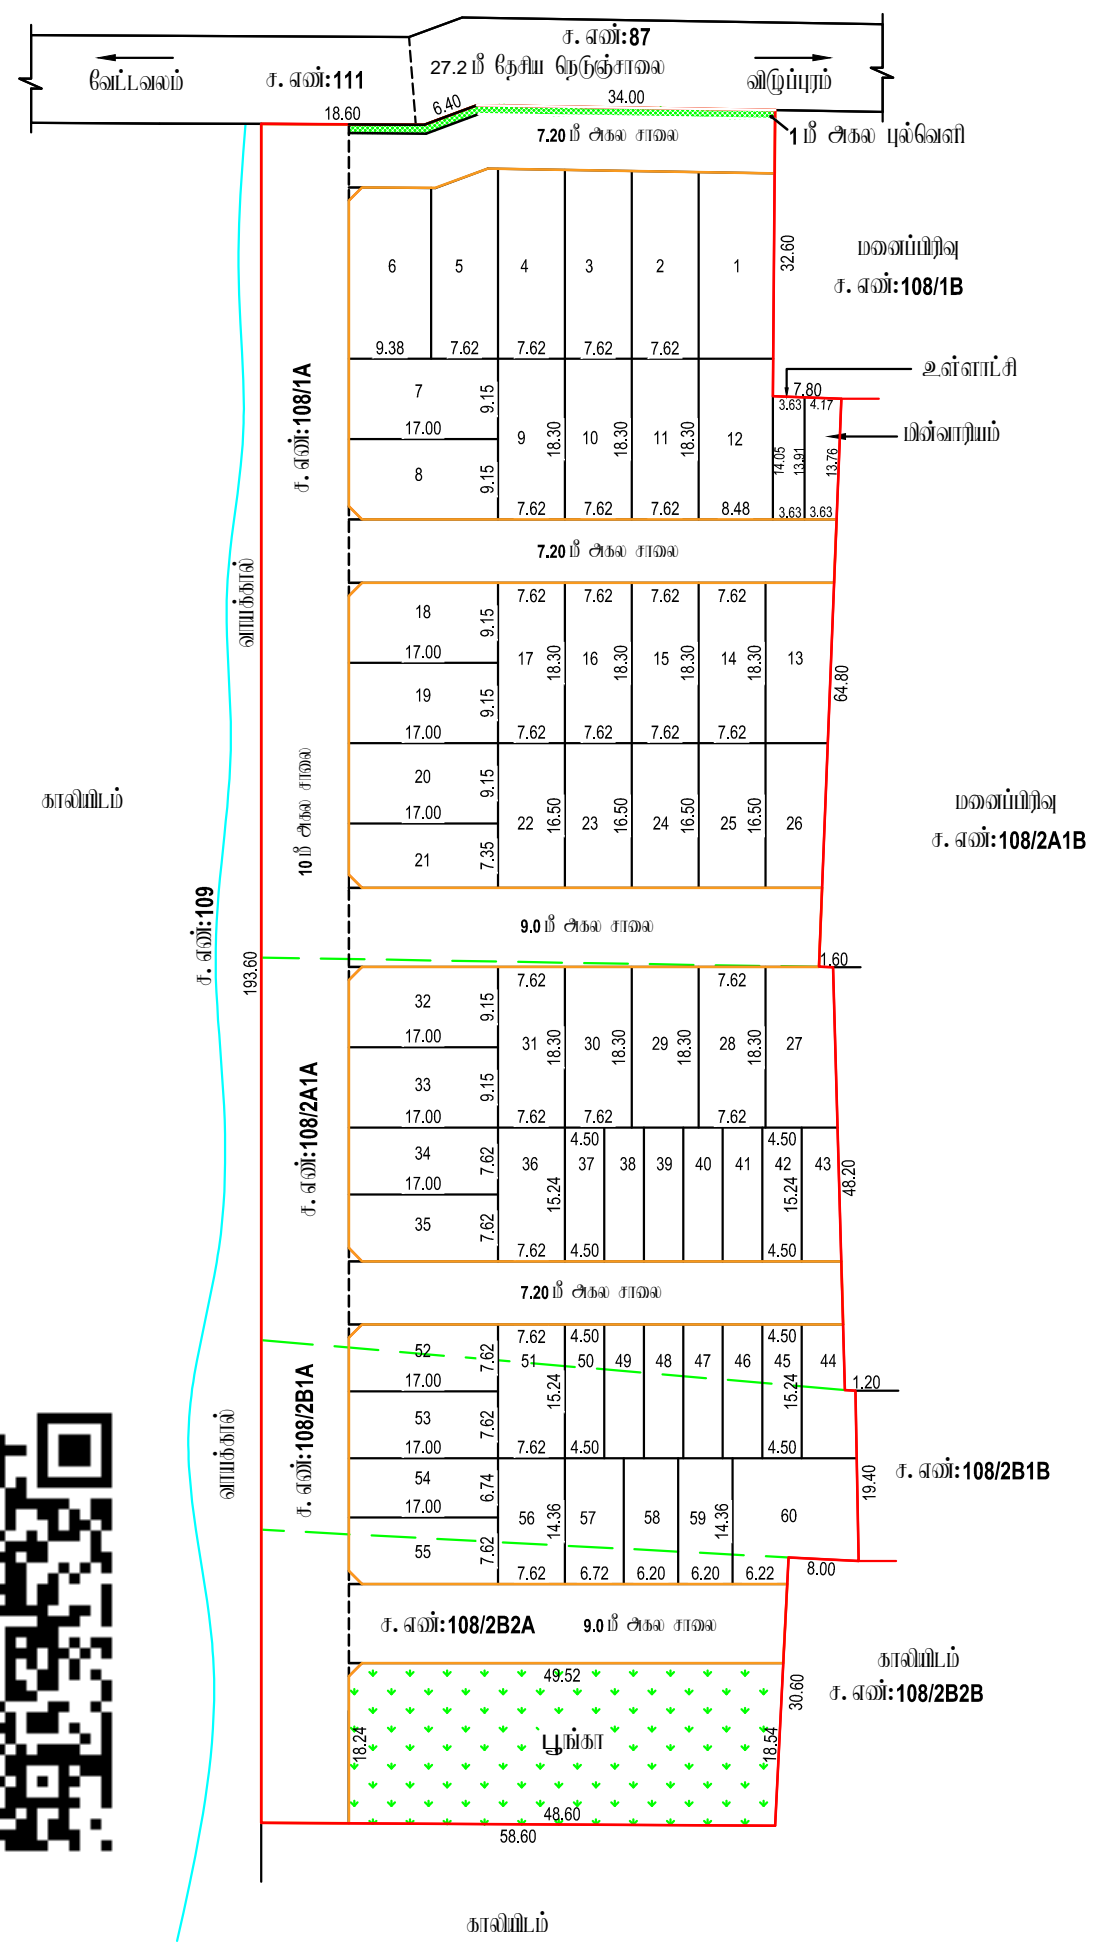 ச. எண்:87
வேட்டவலம்
ச. எண்:111
27.2 மீ தேசிய நெடுஞ்சாலை
விழுப்புரம்
18.60
6.40
34.00
7.20 மீ அகல சாலை
1 மீ அகல புல்வெளி
மனைப்பிரிவு
ச. எண்:108/1B
32.60
6 5 4 3 2 1
9.38 7.62 7.62 7.62 7.62
ச. எண்:108/1A
உள்ளாட்சி
7.80
3.63 4.17
மின்வாரியம்
7 9.15
17.00
8 9.15
9 18.30 10 18.30 11 18.30 12
14.05 13.91 13.76
7.62 7.62 7.62 8.48 3.63 3.63
7.20 மீ அகல சாலை
வாய்க்கால்
7.62 7.62 7.62 7.62
18 9.15
17.00
19 9.15
17.00
17 18.30 16 18.30 15 18.30 14 18.30 13
7.62 7.62 7.62 7.62
64.80
10 மீ அகல சாலை
காலியிடம்
20 9.15
17.00
21 7.35
22 16.50 23 16.50 24 16.50 25 16.50 26
மனைப்பிரிவு
ச. எண்:108/2A1B
ச. எண்:109
193.60
9.0 மீ அகல சாலை
1.60
7.62 7.62
32 9.15
17.00
33 9.15
17.00
31 18.30 30 18.30 29 18.30 28 18.30 27
7.62 7.62 7.62
ச. எண்:108/2A1A
4.50 4.50
34 7.62
17.00
35 7.62
36 37 38 39 40 41 42 43
15.24 15.24
7.62 4.50 4.50
48.20
7.20 மீ அகல சாலை
7.62 4.50 4.50
52 7.62
17.00
53 7.62
17.00
51 50 49 48 47 46 45 44
15.24 15.24
7.62 4.50 4.50
1.20
ச. எண்:108/2B1A
வாய்க்கால்
19.40
ச. எண்:108/2B1B
54 6.74
17.00
55 7.62
56 14.36 57 58 59 14.36 60
7.62 6.72 6.20 6.20 6.22
8.00
ச. எண்:108/2B2A
9.0 மீ அகல சாலை
30.60
காலியிடம்
ச. எண்:108/2B2B
49.52
18.24
பூங்கா
18.54
48.60
58.60
காலியிடம்